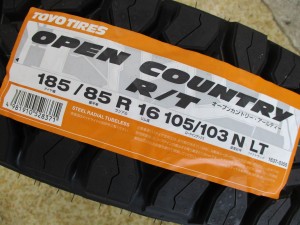 TOYO TIRES
OPEN COUNTRY
R/T
オープンカントリー・アールティー
185/85 R 16 105/103 N LT
STEEL RADIAL TUBELESS